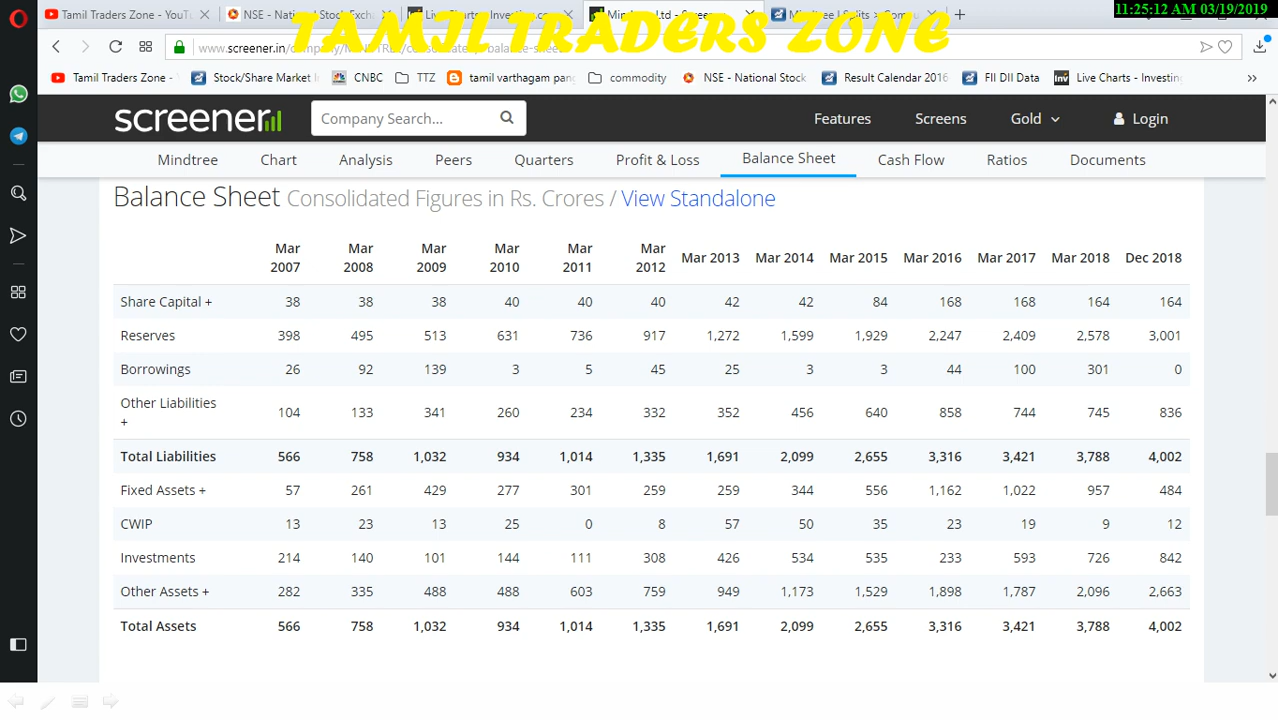 11:25:12 AM 03/19/2019
TAMIL TRADERS ZONE
Tamil Traders Zone - YouTu
NSE - National Stock Exch
www.screener.in/company/
Tamil Traders Zone - Stock/Share Market I CNBC TTZ tamil varthagam pan commodity NSE - National Stock Result Calendar 2016 FII DII Data Live Charts - Investin »
screener Company Search... Features Screens Gold Login
Mindtree Chart Analysis Peers Quarters Profit & Loss Balance Sheet Cash Flow Ratios Documents
Balance Sheet Consolidated Figures in Rs. Crores / View Standalone
Mar 2007 Mar 2008 Mar 2009 Mar 2010 Mar 2011 Mar 2012 Mar 2013 Mar 2014 Mar 2015 Mar 2016 Mar 2017 Mar 2018 Dec 2018
Share Capital + 38 38 38 40 40 40 42 42 84 168 168 164 164
Reserves 398 495 513 631 736 917 1,272 1,599 1,929 2,247 2,409 2,578 3,001
Borrowings 26 92 139 3 5 45 25 3 3 44 100 301 0
Other Liabilities + 104 133 341 260 234 332 352 456 640 858 744 745 836
Total Liabilities 566 758 1,032 934 1,014 1,335 1,691 2,099 2,655 3,316 3,421 3,788 4,002
Fixed Assets + 57 261 429 277 301 259 259 344 556 1,162 1,022 957 484
CWIP 13 23 13 25 0 8 57 50 35 23 19 9 12
Investments 214 140 101 144 111 308 426 534 535 233 593 726 842
Other Assets + 282 335 488 488 603 759 949 1,173 1,529 1,898 1,787 2,096 2,663
Total Assets 566 758 1,032 934 1,014 1,335 1,691 2,099 2,655 3,316 3,421 3,788 4,002